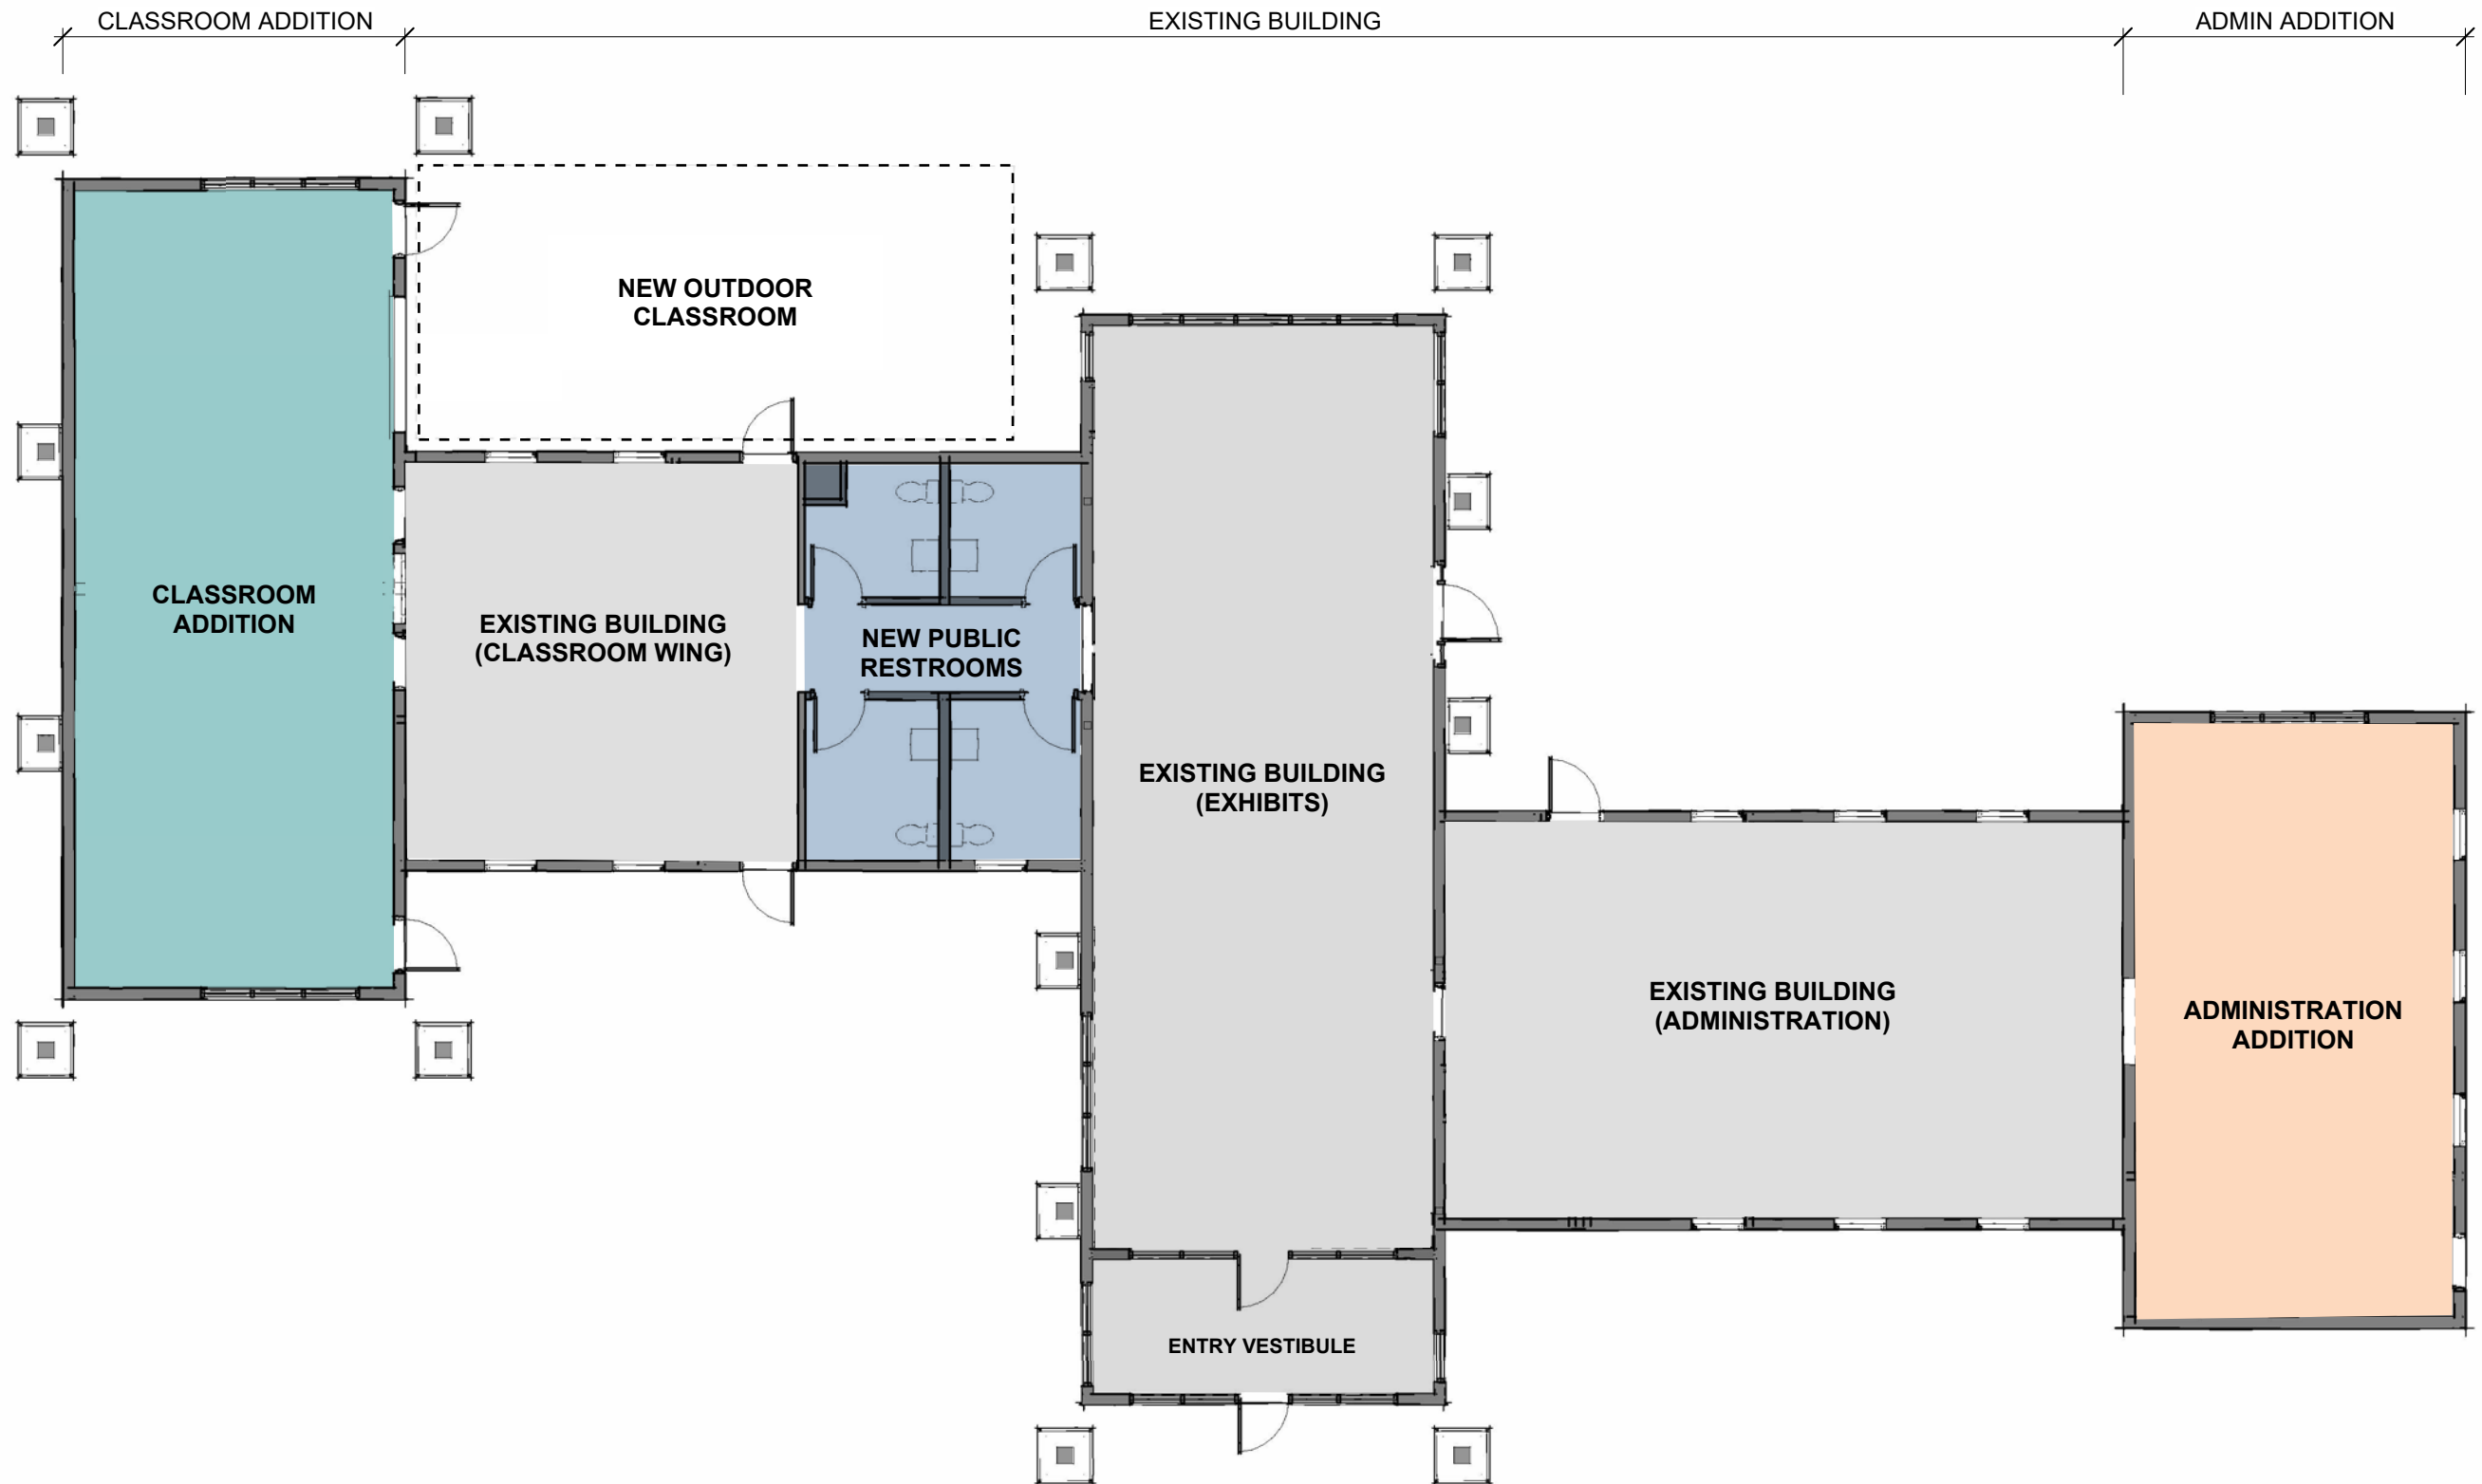 CLASSROOM ADDITION
EXISTING BUILDING
ADMIN ADDITION
NEW OUTDOOR
CLASSROOM
CLASSROOM
ADDITION
EXISTING BUILDING
(CLASSROOM WING)
NEW PUBLIC
RESTROOMS
EXISTING BUILDING
(EXHIBITS)
EXISTING BUILDING
(ADMINISTRATION)
ADMINISTRATION
ADDITION
ENTRY VESTIBULE